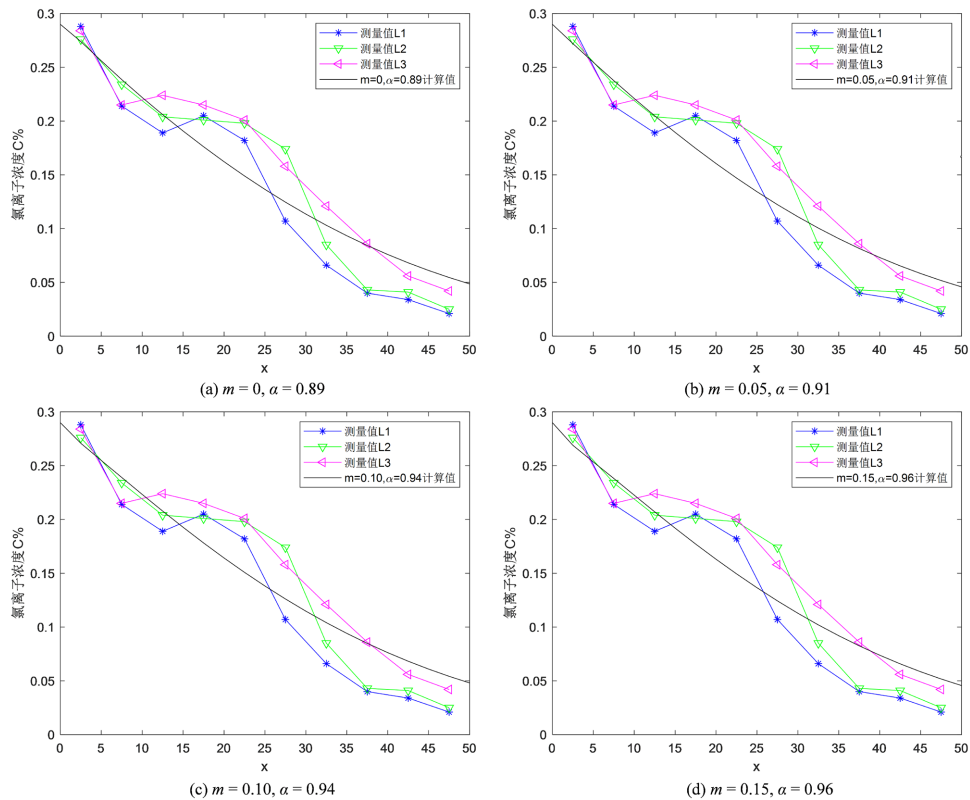 0.3
0.25
0.2
0.15
0.1
0.05
0
氯离子浓度C%
测量值L1
测量值L2
测量值L3
m=0,α=0.89计算值
0 5 10 15 20 25 30 35 40 45 50
x
(a) m = 0, α = 0.89
0.3
0.25
0.2
0.15
0.1
0.05
0
氯离子浓度C%
测量值L1
测量值L2
测量值L3
m=0.05,α=0.91计算值
0 5 10 15 20 25 30 35 40 45 50
x
(b) m = 0.05, α = 0.91
0.3
0.25
0.2
0.15
0.1
0.05
0
氯离子浓度C%
测量值L1
测量值L2
测量值L3
m=0.10,α=0.94计算值
0 5 10 15 20 25 30 35 40 45 50
x
(c) m = 0.10, α = 0.94
0.3
0.25
0.2
0.15
0.1
0.05
0
氯离子浓度C%
测量值L1
测量值L2
测量值L3
m=0.15,α=0.96计算值
0 5 10 15 20 25 30 35 40 45 50
x
(d) m = 0.15, α = 0.96